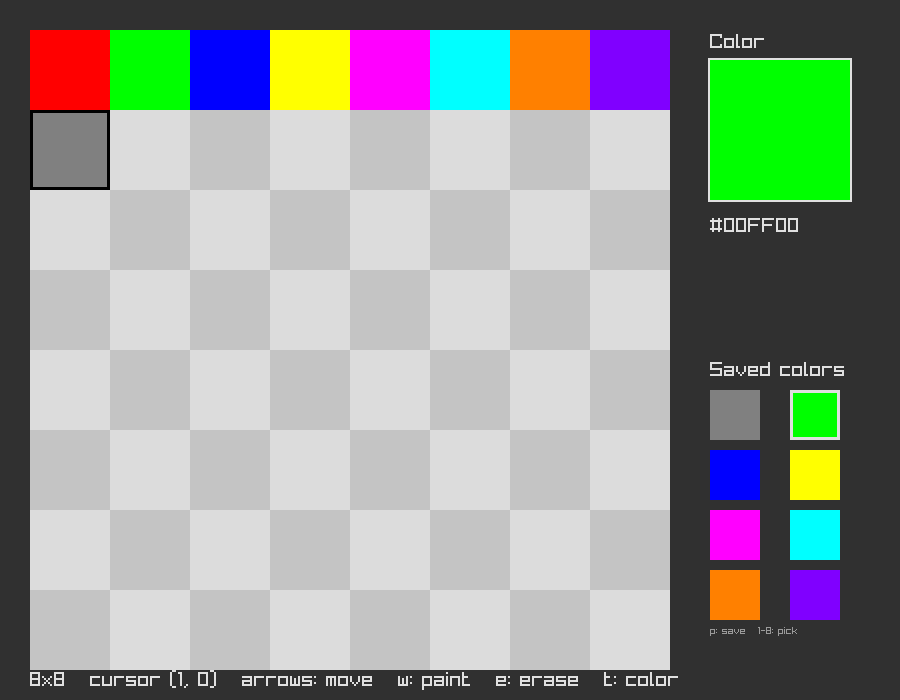 Color
#00FF00
Saved colors
p: save 1-8: pick
8x8 cursor (1, 0) arrows: move w: paint e: erase t: color